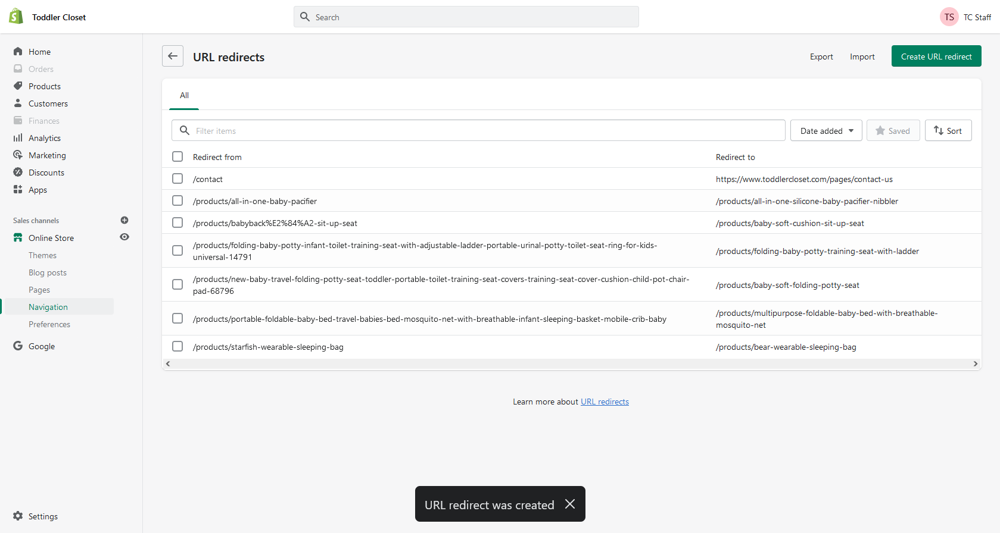 Toddler Closet
Search
TS
TC Staff
Home
Orders
Products
Customers
Finances
Analytics
Marketing
Discounts
Apps
Sales channels
Online Store
Themes
Blog posts
Pages
Navigation
Preferences
Google
Settings
URL redirects
Export
Import
Create URL redirect
All
Filter items
Date added
Saved
Sort
Redirect from
Redirect to
/contact
https://www.toddlercloset.com/pages/contact-us
/products/all-in-one-baby-pacifier
/products/all-in-one-silicone-baby-pacifier-nibbler
/products/babyback%E2%84%A2-sit-up-seat
/products/baby-soft-cushion-sit-up-seat
/products/folding-baby-potty-infant-toilet-training-seat-with-adjustable-ladder-portable-urinal-potty-toilet-seat-ring-for-kids-
universal-14791
/products/folding-baby-potty-training-seat-with-ladder
/products/new-baby-travel-folding-potty-seat-toddler-portable-toilet-training-seat-covers-training-seat-cover-cushion-child-pot-chair-
pad-68796
/products/baby-soft-folding-potty-seat
/products/portable-foldable-baby-bed-travel-babies-bed-mosquito-net-with-breathable-infant-sleeping-basket-mobile-crib-baby
/products/multipurpose-foldable-baby-bed-with-breathable-
mosquito-net
/products/starfish-wearable-sleeping-bag
/products/bear-wearable-sleeping-bag
Learn more about URL redirects
URL redirect was created